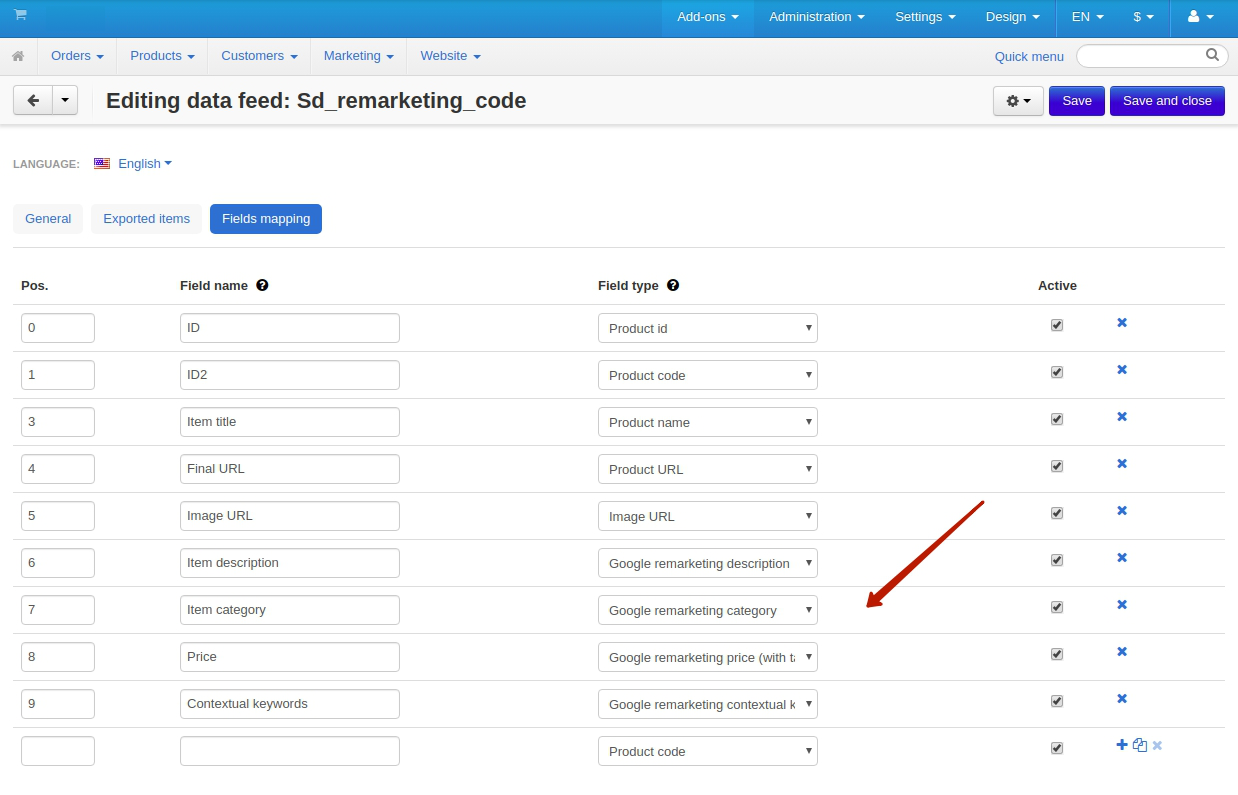 Add-ons Administration Settings Design EN $
Orders Products Customers Marketing Website Quick menu
Editing data feed: Sd_remarketing_code Save Save and close
LANGUAGE: English
General Exported items Fields mapping
Pos. Field name Field type Active
0 ID Product id
1 ID2 Product code
3 Item title Product name
4 Final URL Product URL
5 Image URL Image URL
6 Item description Google remarketing description
7 Item category Google remarketing category
8 Price Google remarketing price (with ta
9 Contextual keywords Google remarketing contextual k
Product code